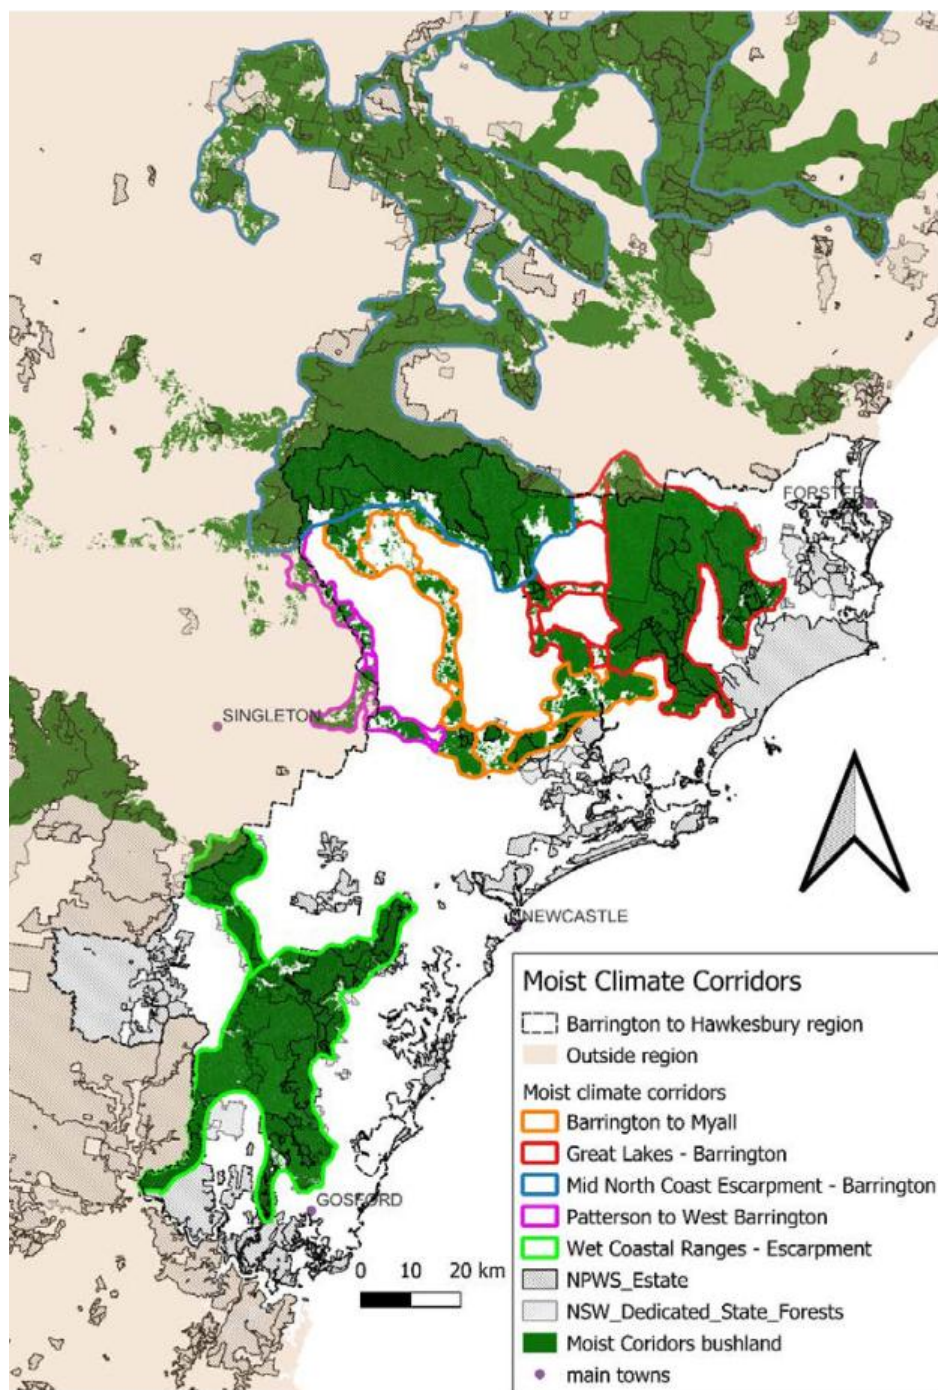 FORSTER
SINGLETON
NEWCASTLE
GOSFORD
0 10 20 km
Moist Climate Corridors
Barrington to Hawkesbury region
Outside region
Moist climate corridors
Barrington to Myall
Great Lakes - Barrington
Mid North Coast Escarpment - Barrington
Patterson to West Barrington
Wet Coastal Ranges - Escarpment
NPWS_Estate
NSW_Dedicated_State_Forests
Moist Coridors bushland
main towns